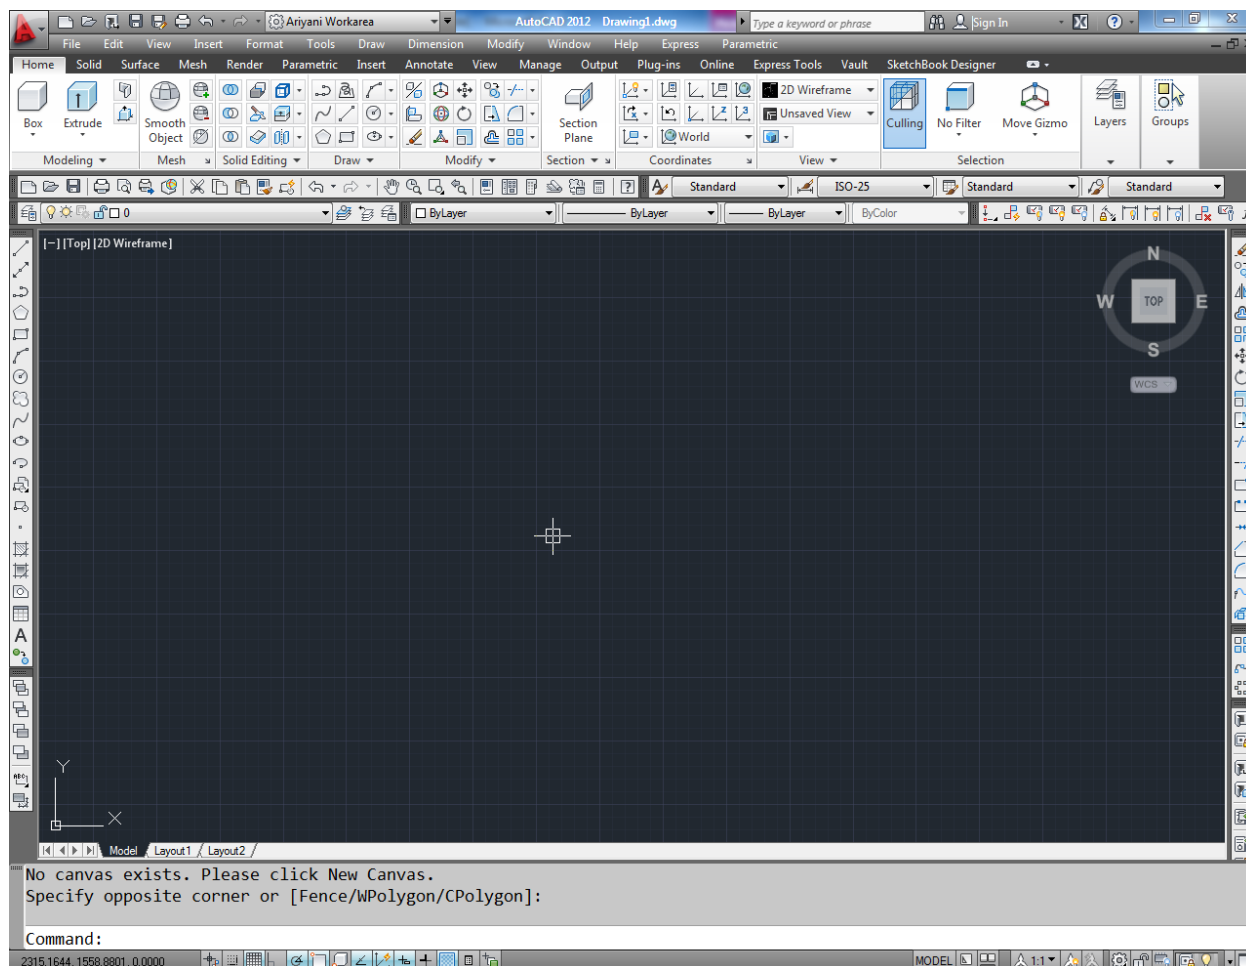 Ariyani Workarea AutoCAD 2012 Drawing1.dwg Type a keyword or phrase Sign In
File Edit View Insert Format Tools Draw Dimension Modify Window Help Express Parametric
Home Solid Surface Mesh Render Parametric Insert Annotate View Manage Output Plug-ins Online Express Tools Vault SketchBook Designer
2D Wireframe
Box Extrude Smooth Object Section Plane Unsaved View Culling No Filter Move Gizmo Layers Groups
World
Modeling Mesh Solid Editing Draw Modify Section Coordinates View Selection
Standard ISO-25 Standard Standard
0 ByLayer ByLayer ByLayer ByColor
[−] [Top] [2D Wireframe]
N
W TOP E
S
WCS
A
Y
X
Model Layout1 Layout2
No canvas exists. Please click New Canvas.
Specify opposite corner or [Fence/WPolygon/CPolygon]:
Command:
2315.1644, 1558.8801, 0.0000 MODEL 1:1